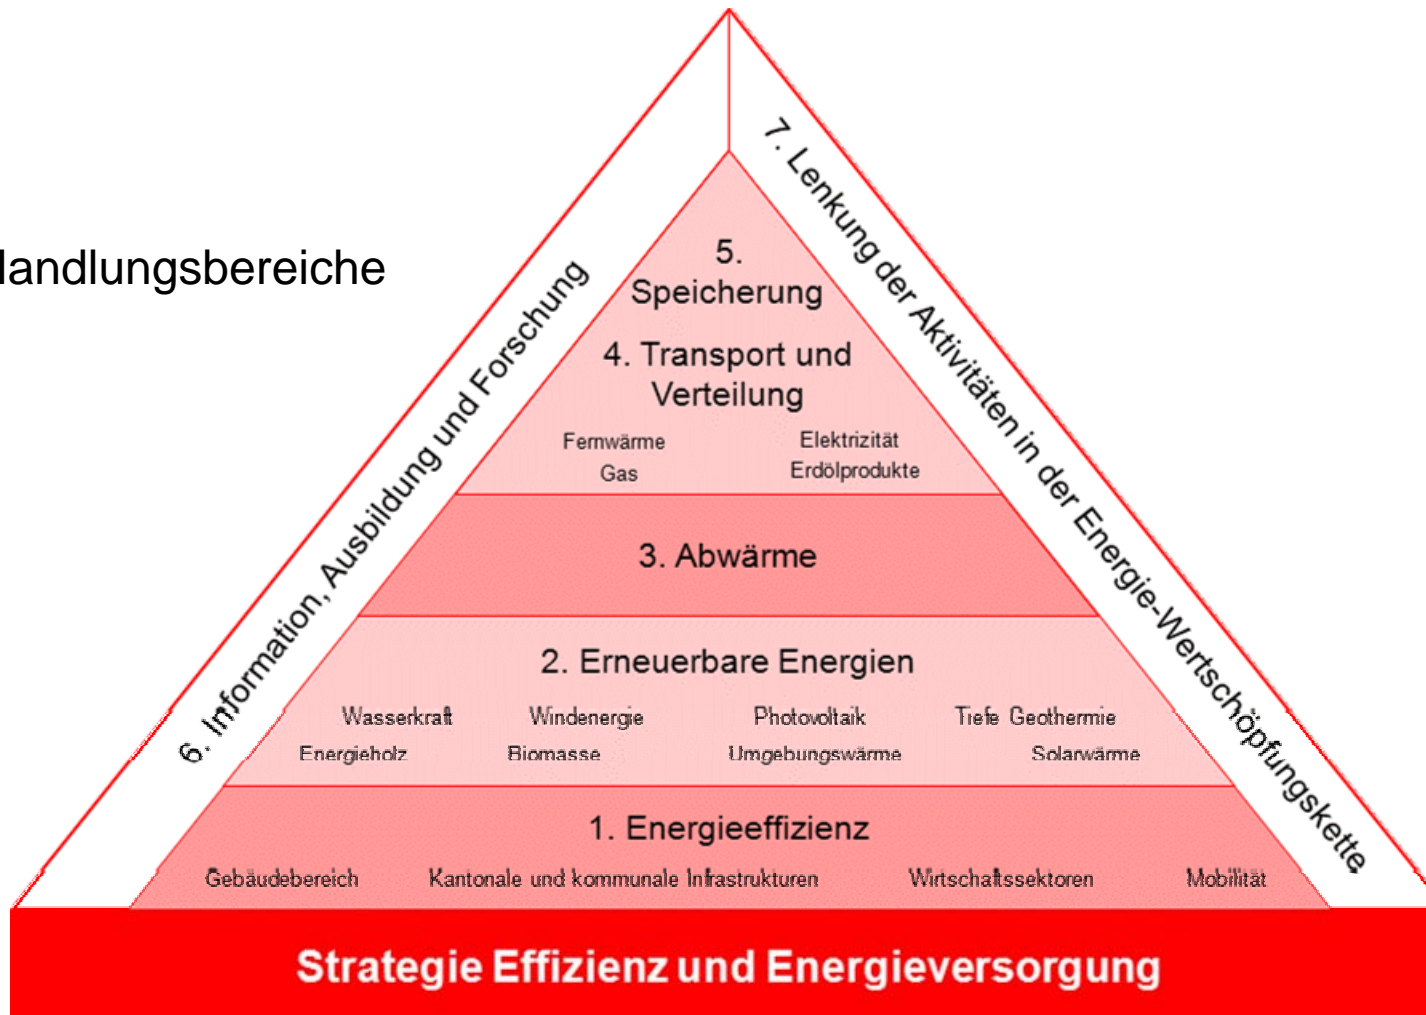 7. Lenkung der Aktivitäten in der Energie-Wertschöpfungskette
landlungsbereiche
6. Information, Ausbildung und Forschung
5.
Speicherung
4. Transport und
Verteilung
Fernwärme Elektrizität
Gas Erdölprodukte
3. Abwärme
2. Erneuerbare Energien
Wasserkraft Windenergie Photovoltaik Tiefe Geothermie
Energieholz Biomasse Umgebungswärme Solarwärme
1. Energieeffizienz
Gebäudebereich Kantonale und kommunale Infrastrukturen Wirtschaftssektoren Mobilität
Strategie Effizienz und Energieversorgung